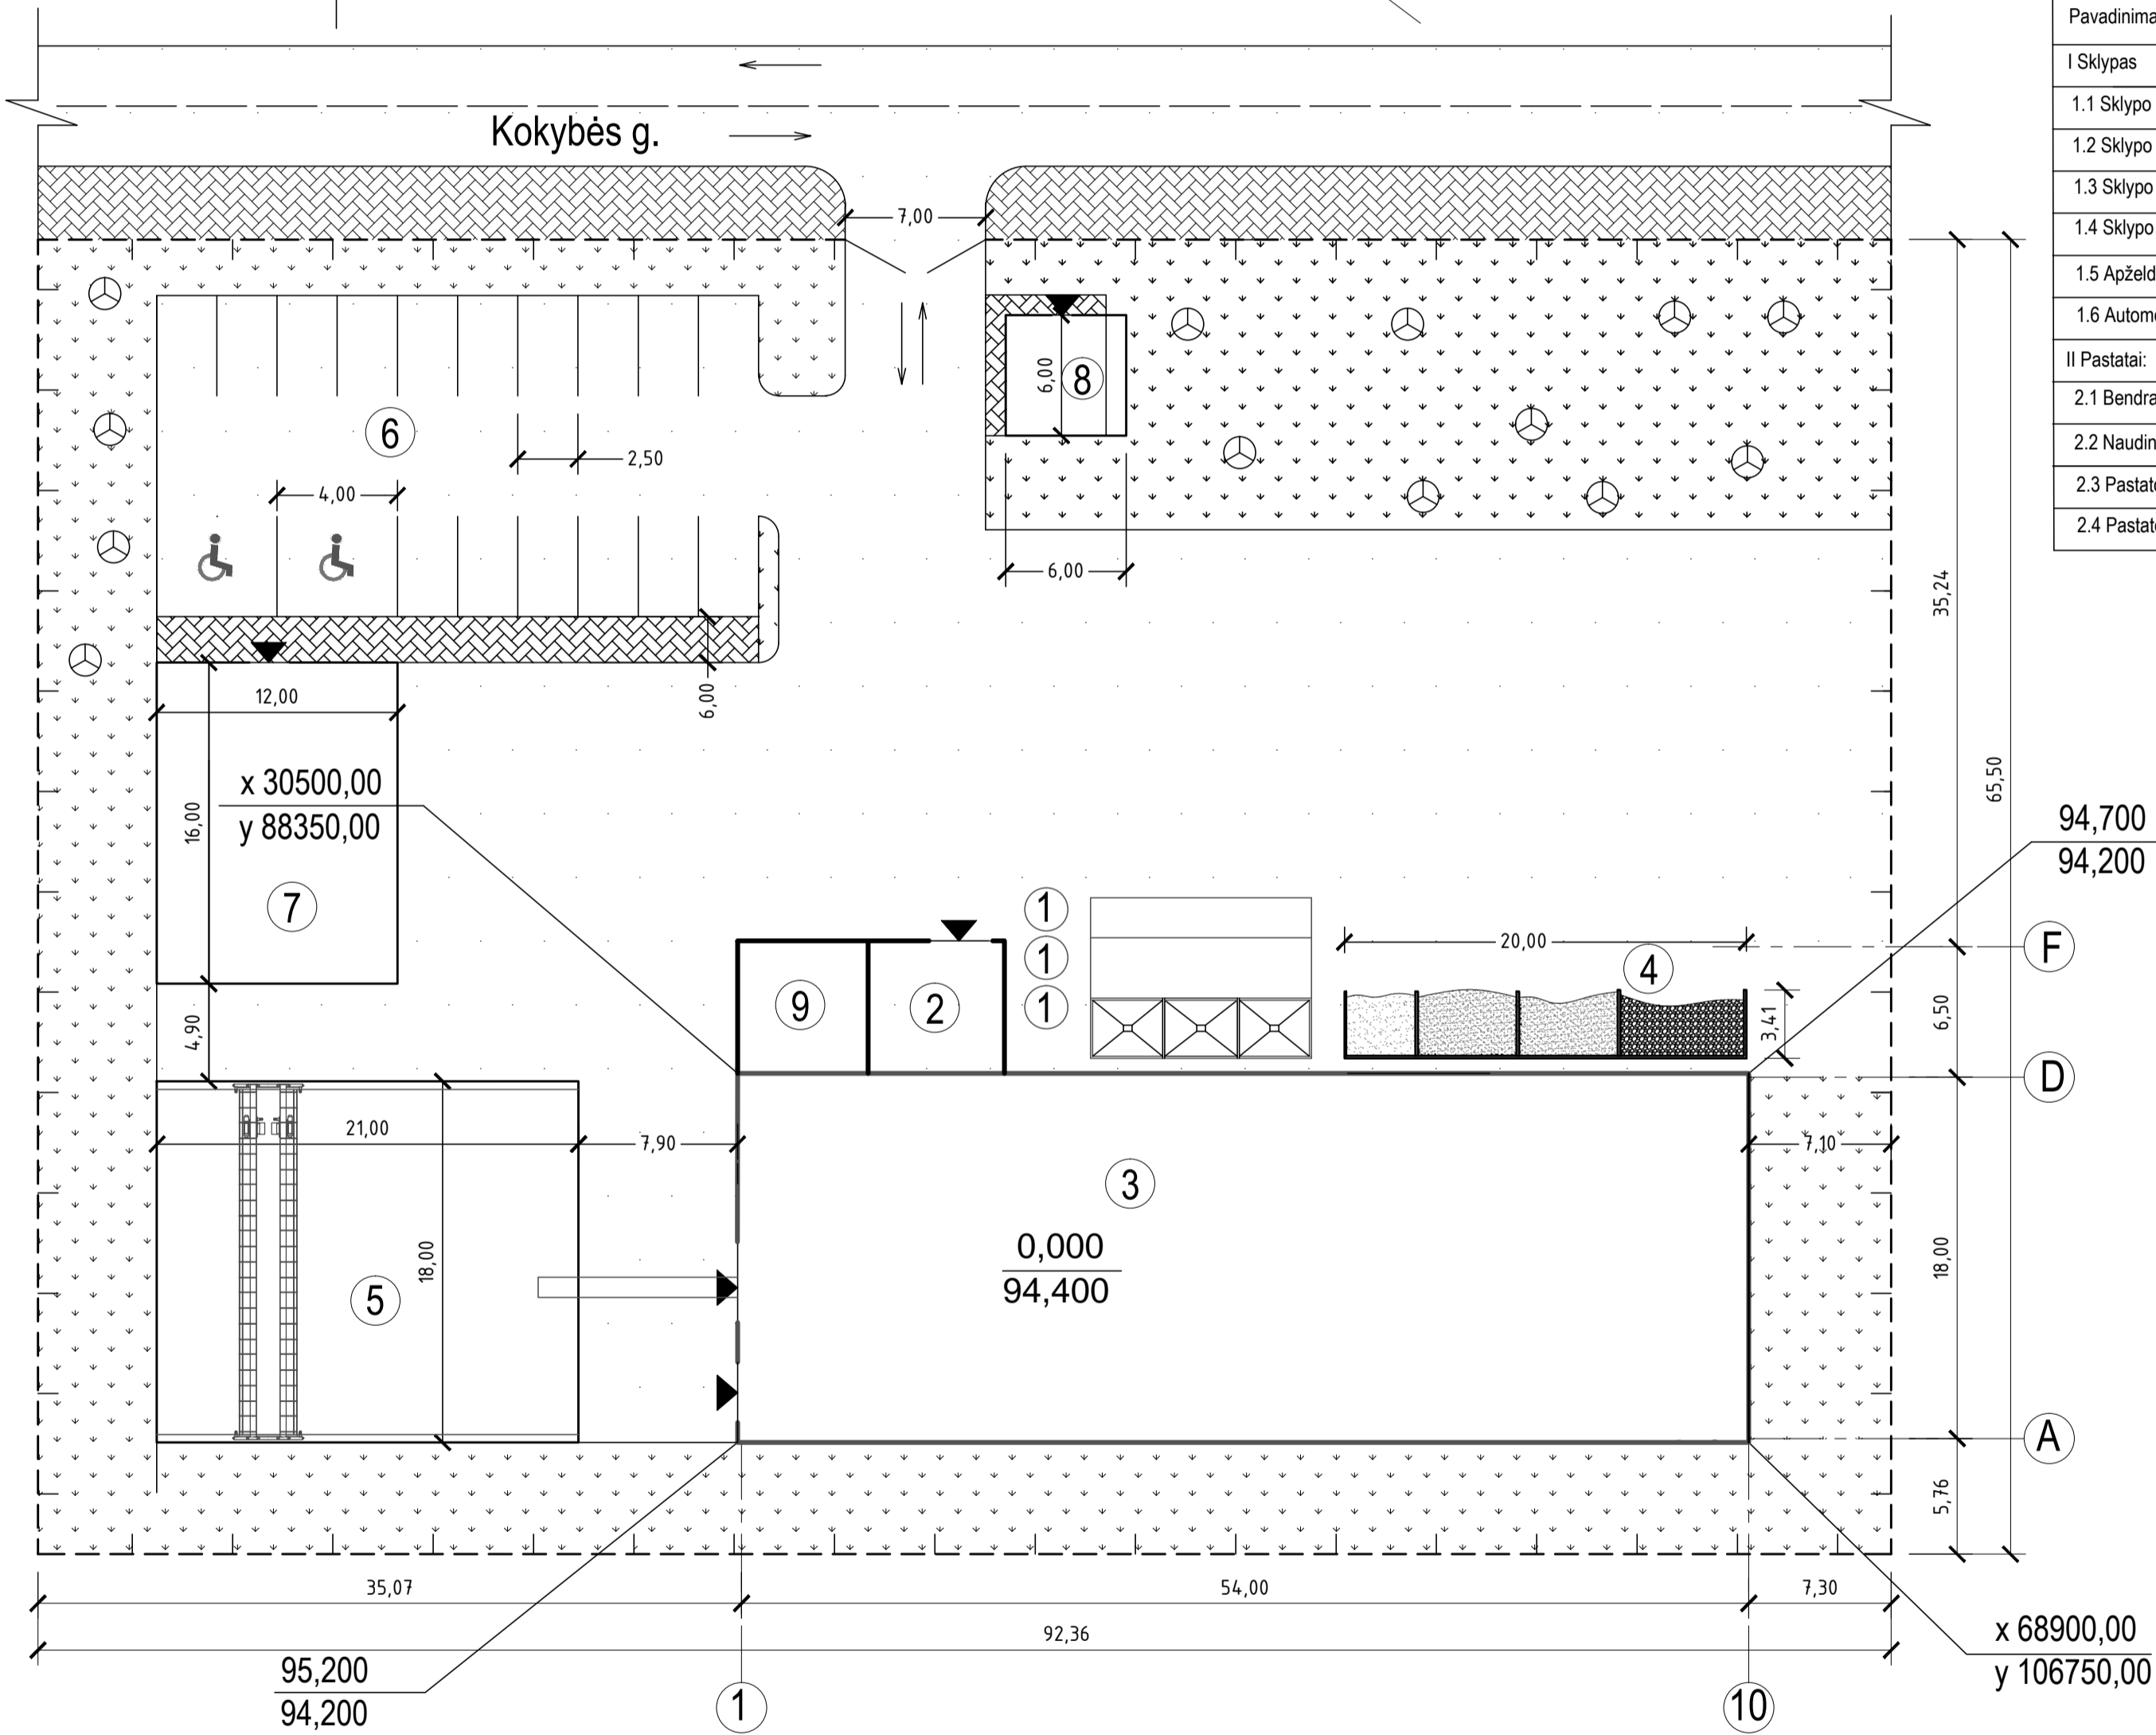 Pavadinima
I Sklypas
1.1 Sklypo
1.2 Sklypo
1.3 Sklypo
1.4 Sklypo
1.5 Apželd
1.6 Autom
II Pastatai:
2.1 Bendra
2.2 Naudin
2.3 Pastat
2.4 Pastat
Kokybės g.
7,00
6,00
8
6
2,50
4,00
6,00
35,24
6,00
12,00
65,50
x 30500,00
y 88350,00
16,00
94,700
94,200
7
1
20,00
F
4
1
9
2
1
3,41
6,50
4,90
D
21,00
7,90
7,10
3
0,000
94,400
18,00
5
18,00
A
5,76
35,07
54,00
7,30
92,36
x 68900,00
y 106750,00
95,200
94,200
1
10